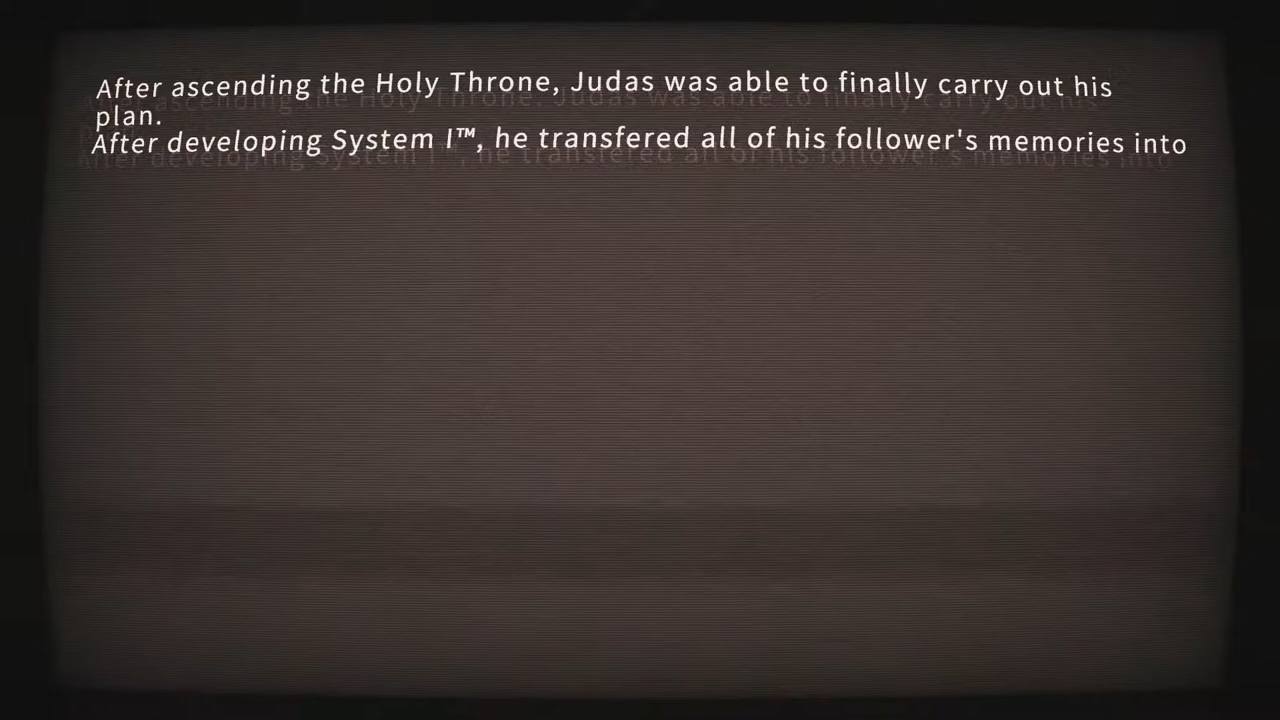 After ascending the Holy Throne, Judas was able to finally carry out his
plan.
After developing System I™, he transfered all of his follower's memories into